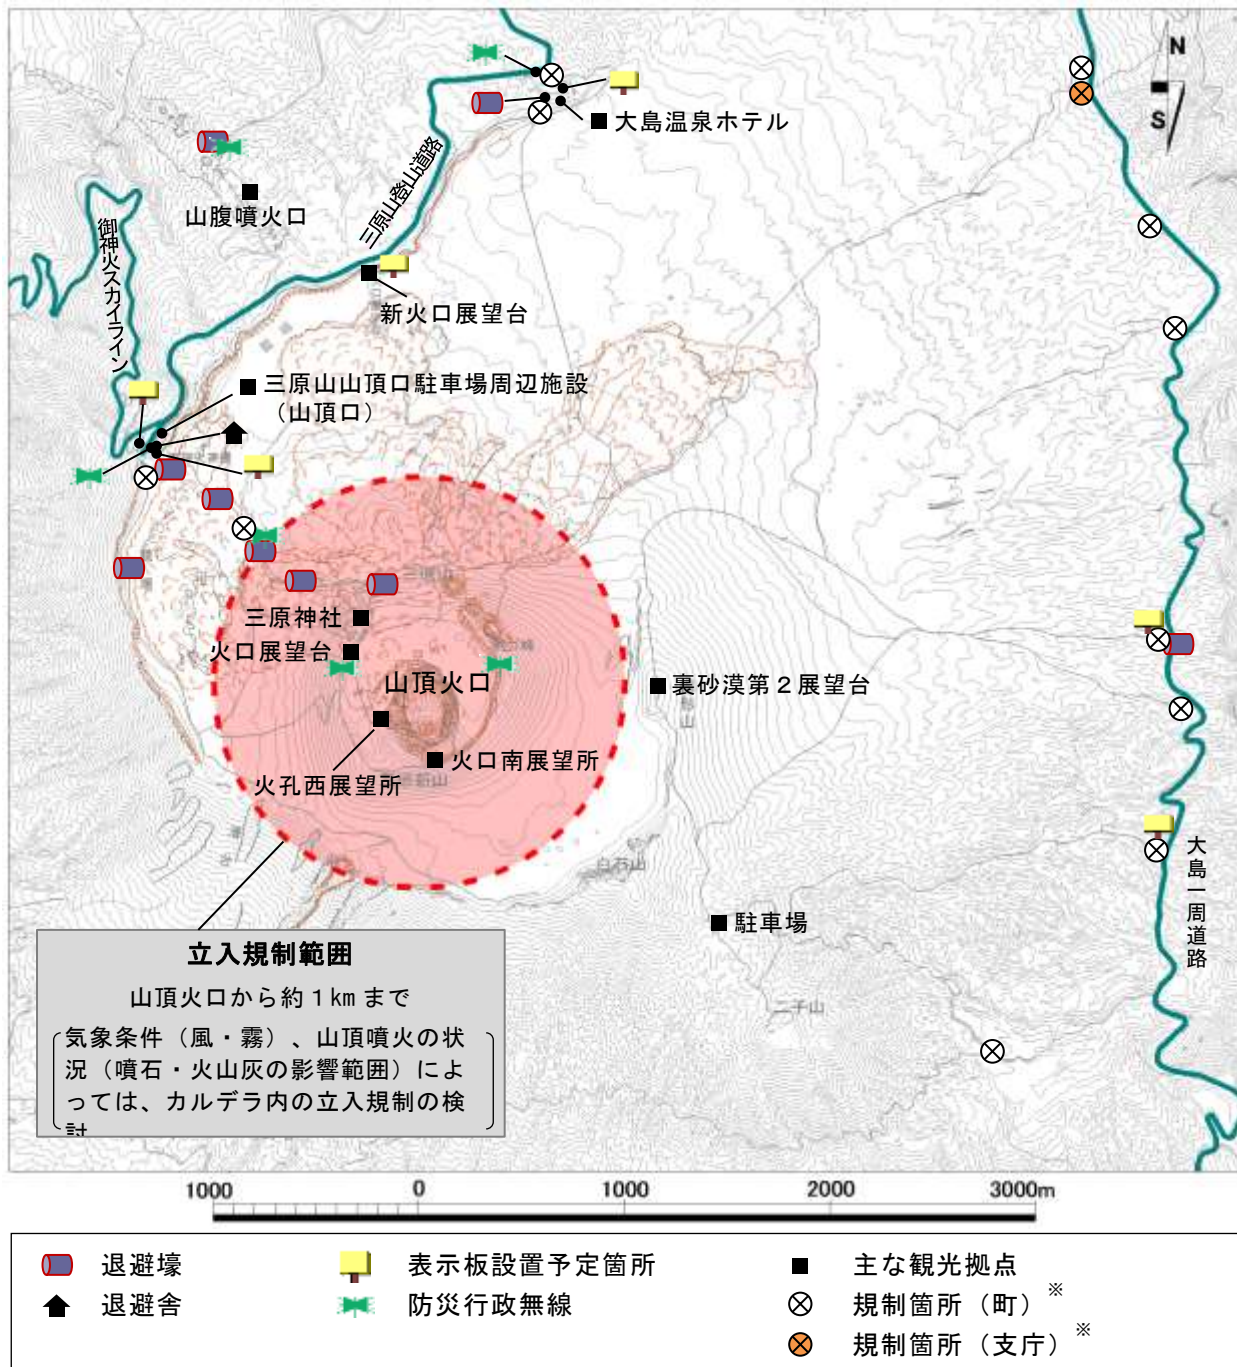 N
S
大島温泉ホテル
三原山登山道路
山腹噴火口
御神火スカイライン
新火口展望台
三原山山頂口駐車場周辺施設
（山頂口）
三原神社
火口展望台
山頂火口
裏砂漠第２展望台
火口南展望所
火孔西展望所
白石山
駐車場
二子山
大島一周道路
立入規制範囲
山頂火口から約１km まで
気象条件（風・霧）、山頂噴火の状
況（噴石・火山灰の影響範囲）によ
っては、カルデラ内の立入規制の検
討
1000 0 1000 2000 3000m
退避壕 表示板設置予定箇所 主な観光拠点
退避舎 防災行政無線 規制箇所（町）※
規制箇所（支庁）※